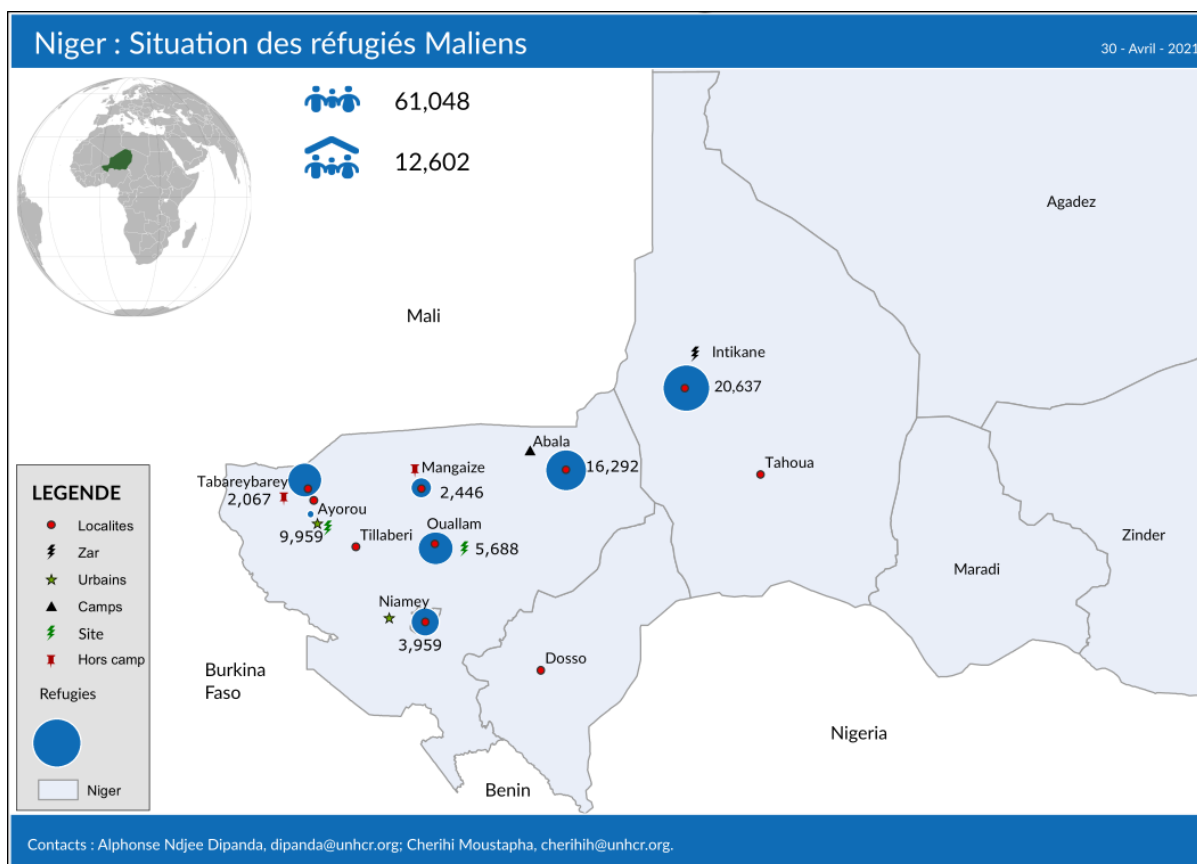 Niger : Situation des réfugiés Maliens
30 - Avril - 2021
61,048
12,602
Agadez
Mali
Intikane
20,637
Abala
16,292
Tahoua
Mangaize
2,446
Tabareybarey
2,067
Ayorou
9,959
Tillaberi
Ouallam
5,688
Zinder
Maradi
Niamey
3,959
Dosso
Burkina
Faso
Nigeria
Benin
LEGENDE
Localites
Zar
Urbains
Camps
Site
Hors camp
Refugies
Niger
Contacts : Alphonse Ndjee Dipanda, dipanda@unhcr.org; Cherihi Moustapha, cherihih@unhcr.org.